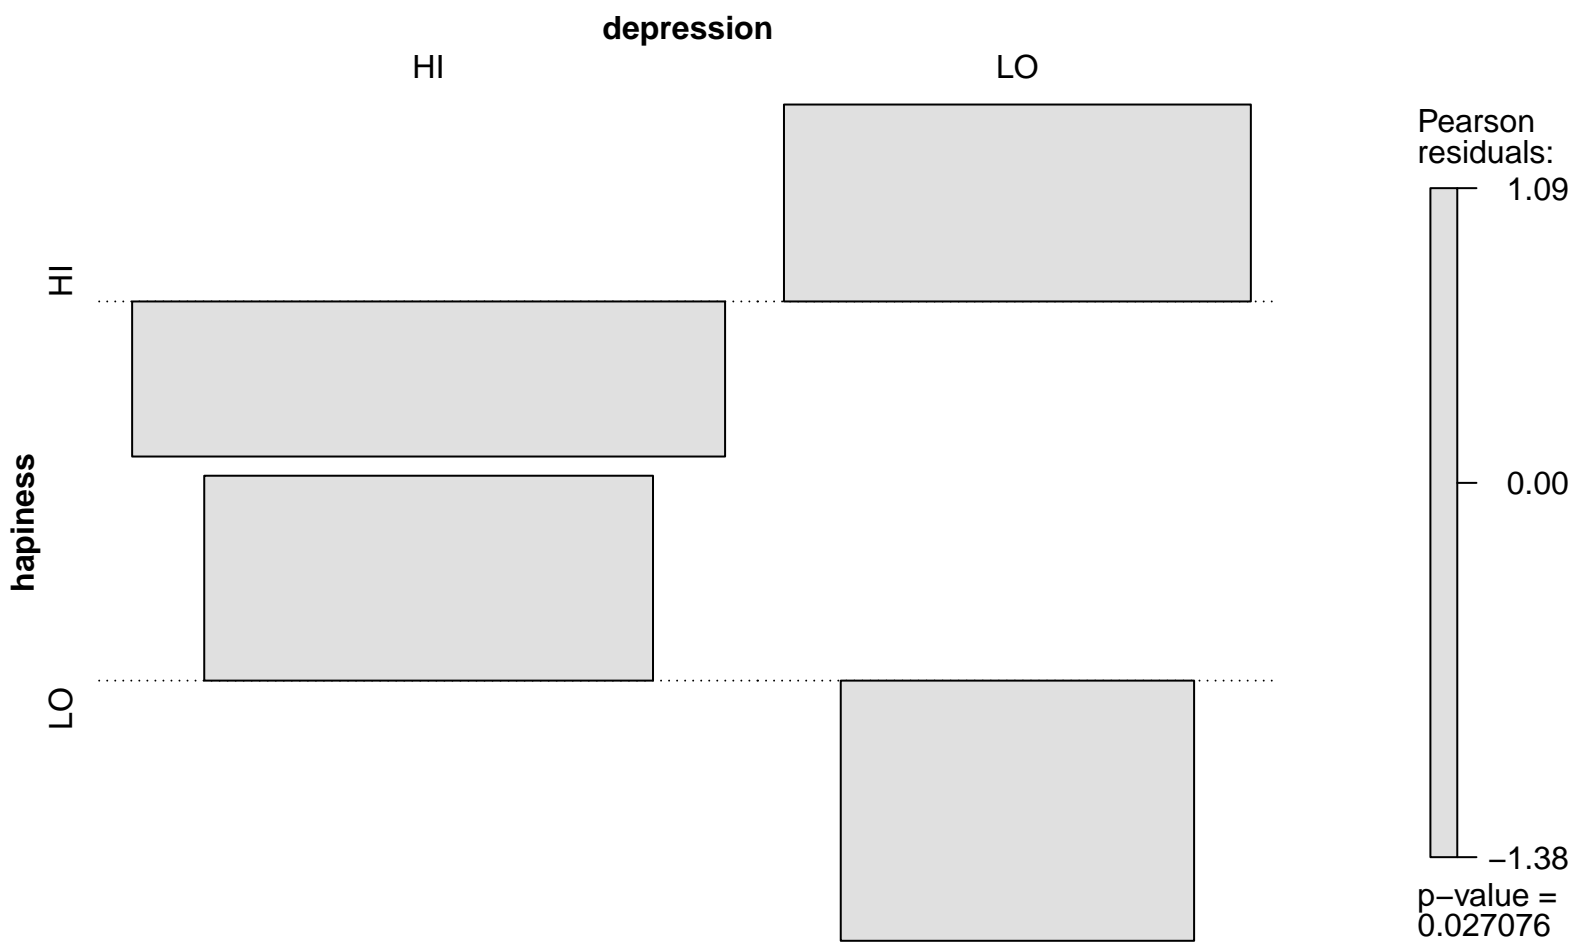 depression
HI
LO
hapiness
HI
LO
Pearson
residuals:
1.09
0.00
−1.38
p−value =
0.027076